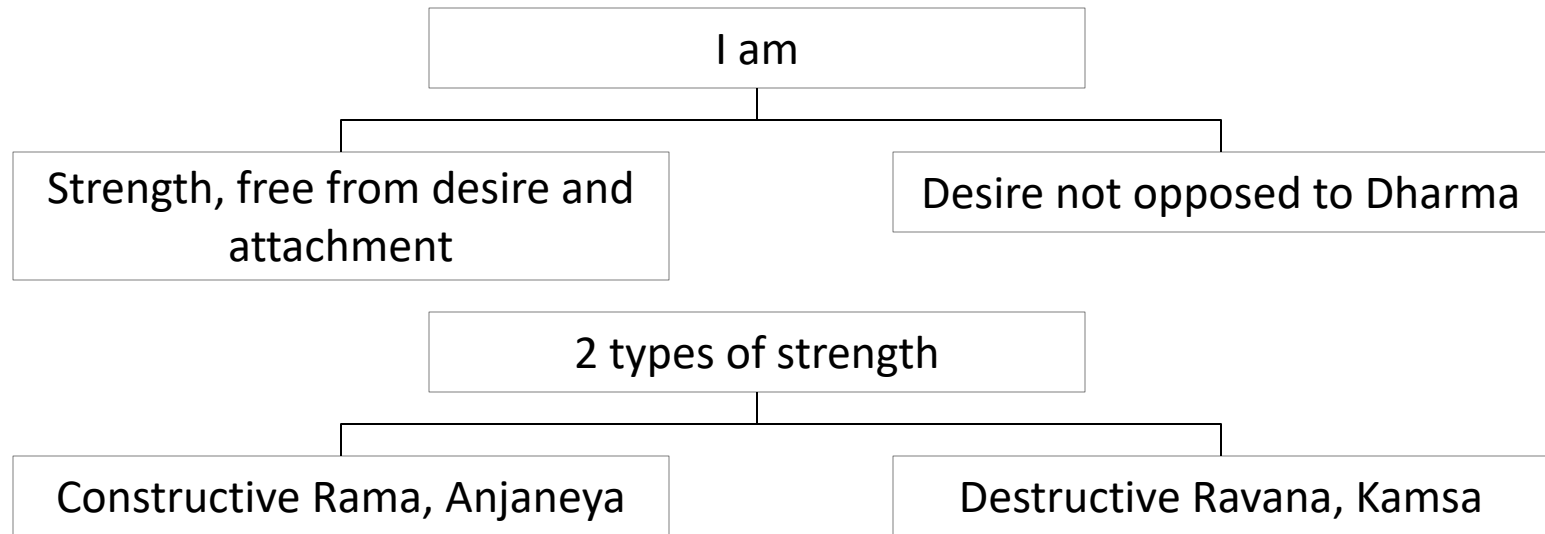 I am
Strength, free from desire and
attachment
Desire not opposed to Dharma
2 types of strength
Constructive Rama, Anjaneya
Destructive Ravana, Kamsa